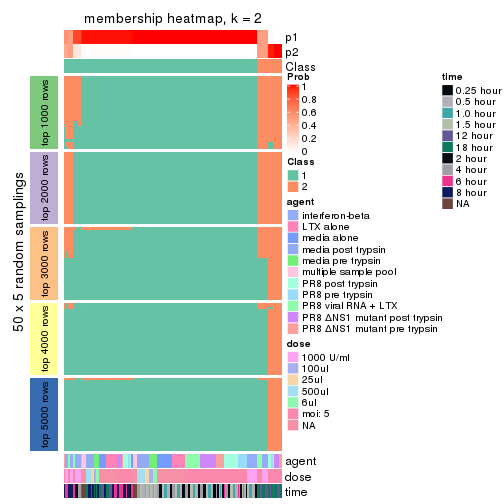 membership heatmap, k = 2
p1
p2
Class
50 x 5 random samplings
top 1000 rows
top 2000 rows
top 3000 rows
top 4000 rows
top 5000 rows
agent
dose
time
Prob
1
0.8
0.6
0.4
0.2
0
Class
1
2
agent
interferon-beta
LTX alone
media alone
media post trypsin
media pre trypsin
multiple sample pool
PR8 post trypsin
PR8 pre trypsin
PR8 viral RNA + LTX
PR8 ΔNS1 mutant post trypsin
PR8 ΔNS1 mutant pre trypsin
dose
1000 U/ml
100ul
25ul
500ul
6ul
moi: 5
NA
time
0.25 hour
0.5 hour
1.0 hour
1.5 hour
12 hour
18 hour
2 hour
4 hour
6 hour
8 hour
NA